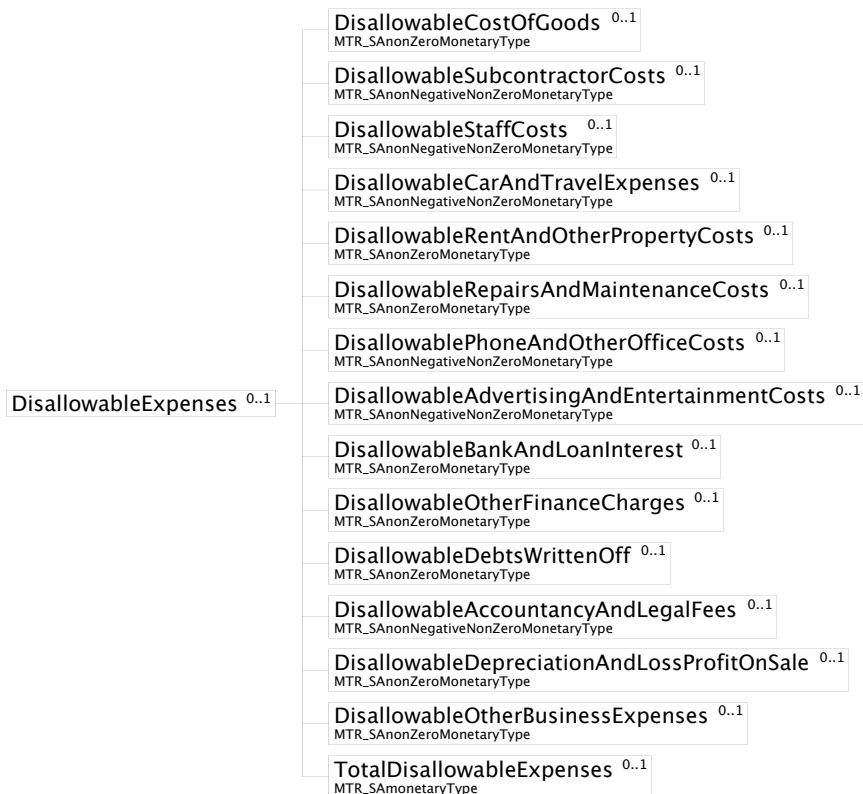 DisallowableCostOfGoods 0..1
MTR_SAnonZeroMonetaryType
DisallowableSubcontractorCosts 0..1
MTR_SAnonNegativeNonZeroMonetaryType
DisallowableStaffCosts 0..1
MTR_SAnonNegativeNonZeroMonetaryType
DisallowableCarAndTravelExpenses 0..1
MTR_SAnonNegativeNonZeroMonetaryType
DisallowableRentAndOtherPropertyCosts 0..1
MTR_SAnonZeroMonetaryType
DisallowableRepairsAndMaintenanceCosts 0..1
MTR_SAnonZeroMonetaryType
DisallowablePhoneAndOtherOfficeCosts 0..1
MTR_SAnonNegativeNonZeroMonetaryType
DisallowableExpenses 0..1
DisallowableAdvertisingAndEntertainmentCosts 0..1
MTR_SAnonNegativeNonZeroMonetaryType
DisallowableBankAndLoanInterest 0..1
MTR_SAnonZeroMonetaryType
DisallowableOtherFinanceCharges 0..1
MTR_SAnonZeroMonetaryType
DisallowableDebtsWrittenOff 0..1
MTR_SAnonZeroMonetaryType
DisallowableAccountancyAndLegalFees 0..1
MTR_SAnonNegativeNonZeroMonetaryType
DisallowableDepreciationAndLossProfitOnSale 0..1
MTR_SAnonZeroMonetaryType
DisallowableOtherBusinessExpenses 0..1
MTR_SAnonZeroMonetaryType
TotalDisallowableExpenses 0..1
MTR_SAmonetaryType